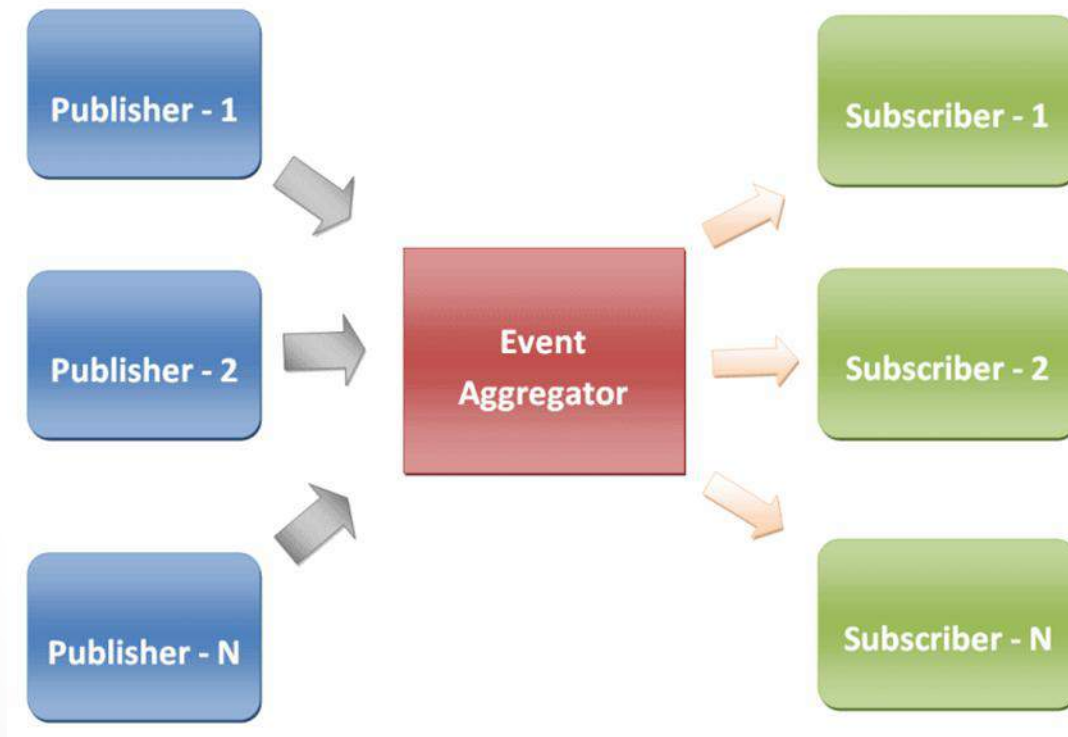 Publisher - 1
Subscriber - 1
Publisher - 2
Event
Aggregator
Subscriber - 2
Publisher - N
Subscriber - N